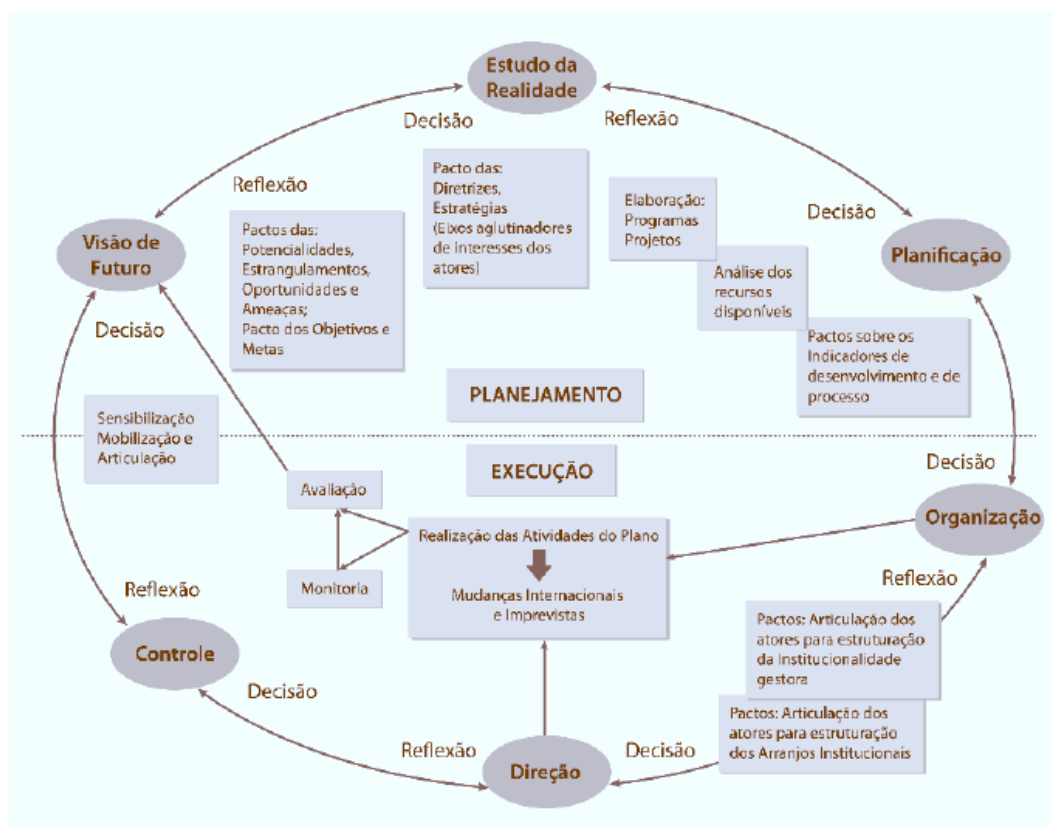 Estudo da
Realidade
Decisão
Reflexão
Reflexão
Pacto das:
Diretrizes,
Estratégias
(Eixos aglutinadores
de interesses dos
atores)
Elaboração:
Programas
Projetos
Decisão
Visão de
Futuro
Pactos das:
Potencialidades,
Estrangulamentos,
Oportunidades e
Ameaças;
Pacto dos Objetivos e
Metas
Análise dos
recursos
disponíveis
Planificação
Decisão
Pactos sobre os
Indicadores de
desenvolvimento e de
processo
PLANEJAMENTO
Sensibilização
Mobilização e
Articulação
EXECUÇÃO
Decisão
Avaliação
Organização
Realização das Atividades do Plano
Monitoria
Mudanças Internacionais
e Imprevistas
Reflexão
Reflexão
Pactos: Articulação dos
atores para estruturação
da Institucionalidade
gestora
Controle
Decisão
Pactos: Articulação dos
atores para estruturação
dos Arranjos Institucionais
Reflexão
Decisão
Direção